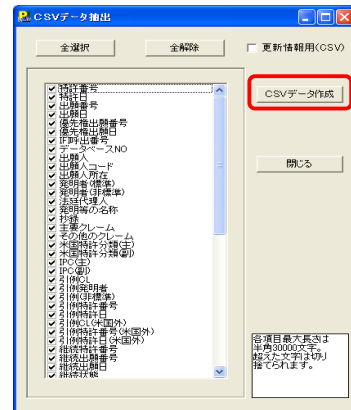 CSVデータ抽出
全選択
全解除
更新情報用(CSV)
CSVデータ作成
閉じる
特許番号
特許日
出願番号
出願日
優先権出願番号
優先権出願日
IF呼出番号
データベースNO
出願人
出願人コード
出願人所在
発明者(標準)
発明者(非標準)
法廷代理人
発明等の名称
抄録
主要クレーム
その他のクレーム
米国特許分類(主)
米国特許分類(副)
IPC(主)
IPC(副)
引例CL
引例発明者
引例(非標準)
引例特許番号
引例特許日
引例CL(米国外)
引例特許番号(米国外)
引例特許日(米国外)
継続特許番号
継続出願番号
継続出願日
継続状態
各項目最大長さは
半角30000文字。
超えた文字は切り
捨てられます。